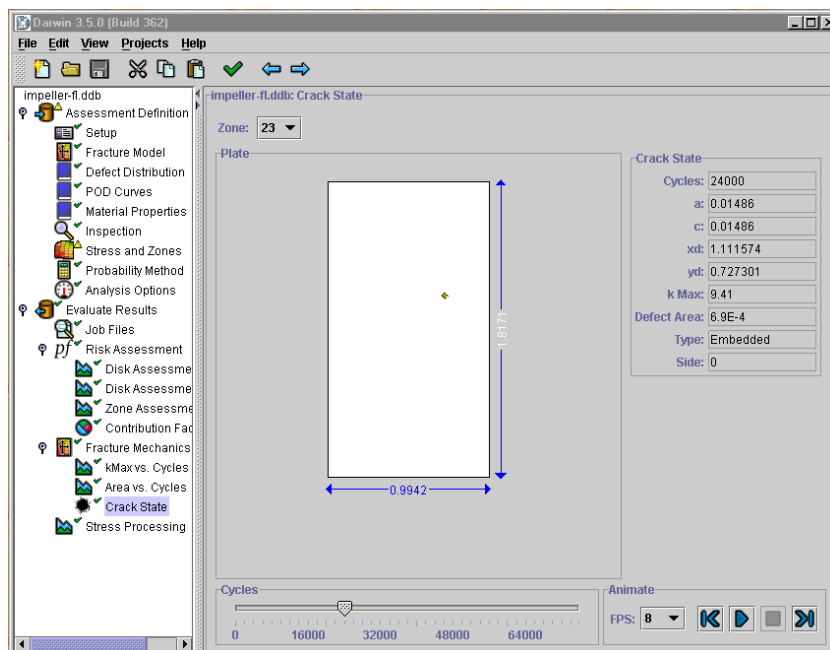 Darwin 3.5.0 (Build 362)
File Edit View Projects Help
impeller-fl.ddb
Assessment Definition
Setup
Fracture Model
Defect Distribution
POD Curves
Material Properties
Inspection
Stress and Zones
Probability Method
Analysis Options
Evaluate Results
Job Files
pf Risk Assessment
Disk Assessme
Disk Assessme
Zone Assessme
Contribution Fac
Fracture Mechanics
kMax vs. Cycles
Area vs. Cycles
Crack State
Stress Processing
impeller-fl.ddb: Crack State
Zone: 23
Plate
1.8171
0.9942
Crack State
Cycles: 24000
a: 0.01486
c: 0.01486
xd: 1.111574
yd: 0.727301
k Max: 9.41
Defect Area: 6.9E-4
Type: Embedded
Side: 0
Cycles
0 16000 32000 48000 64000
Animate
FPS: 8